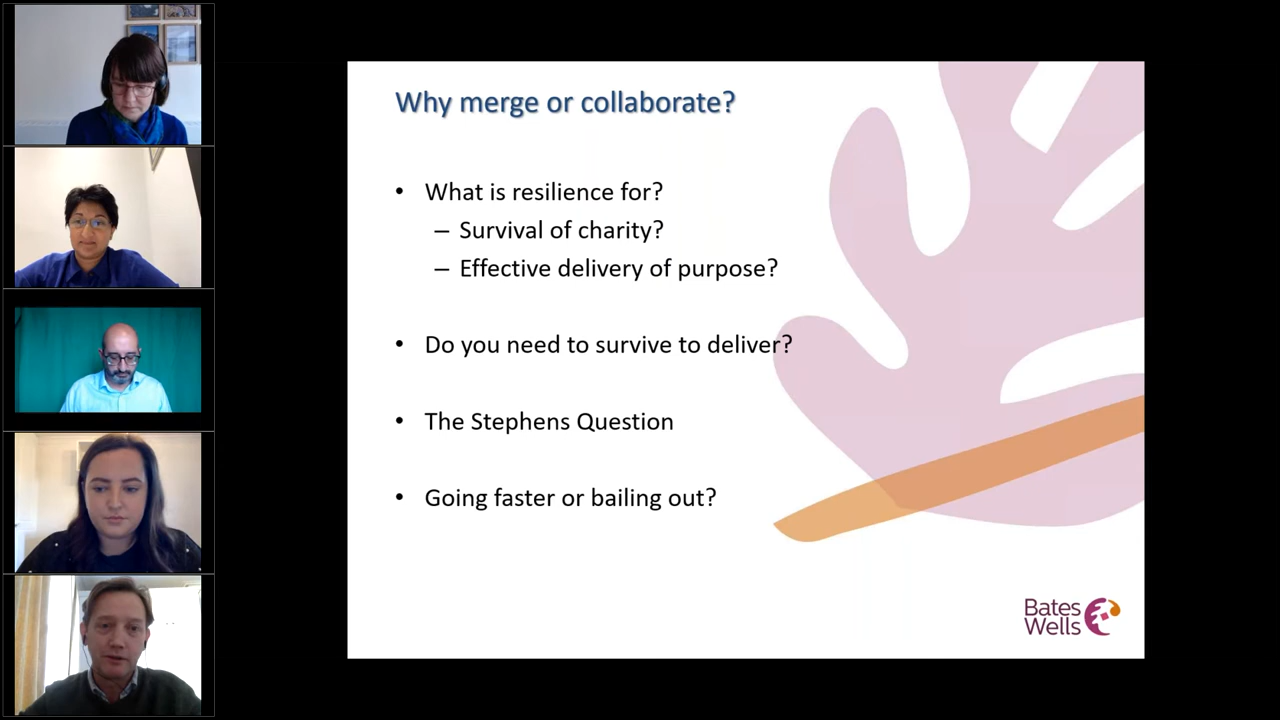 Why merge or collaborate?
• What is resilience for?
– Survival of charity?
– Effective delivery of purpose?
• Do you need to survive to deliver?
• The Stephens Question
• Going faster or bailing out?
Bates
Wells